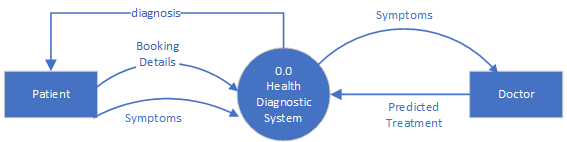 diagnosis
Symptoms
Booking
Details
Patient
0.0
Health
Diagnostic
System
Doctor
Symptoms
Predicted
Treatment